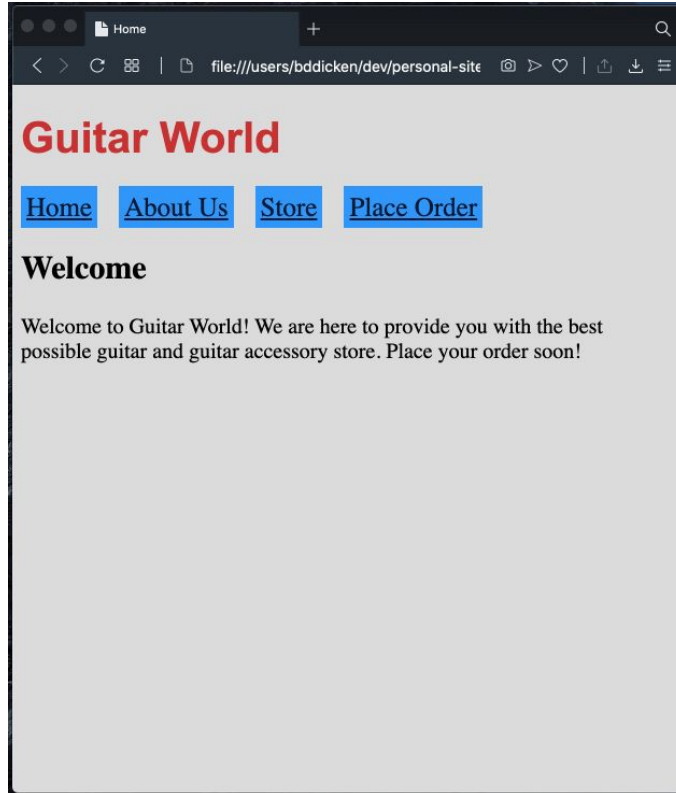 Home
file:///users/bddicken/dev/personal-site
Guitar World
Home About Us Store Place Order
Welcome
Welcome to Guitar World! We are here to provide you with the best
possible guitar and guitar accessory store. Place your order soon!